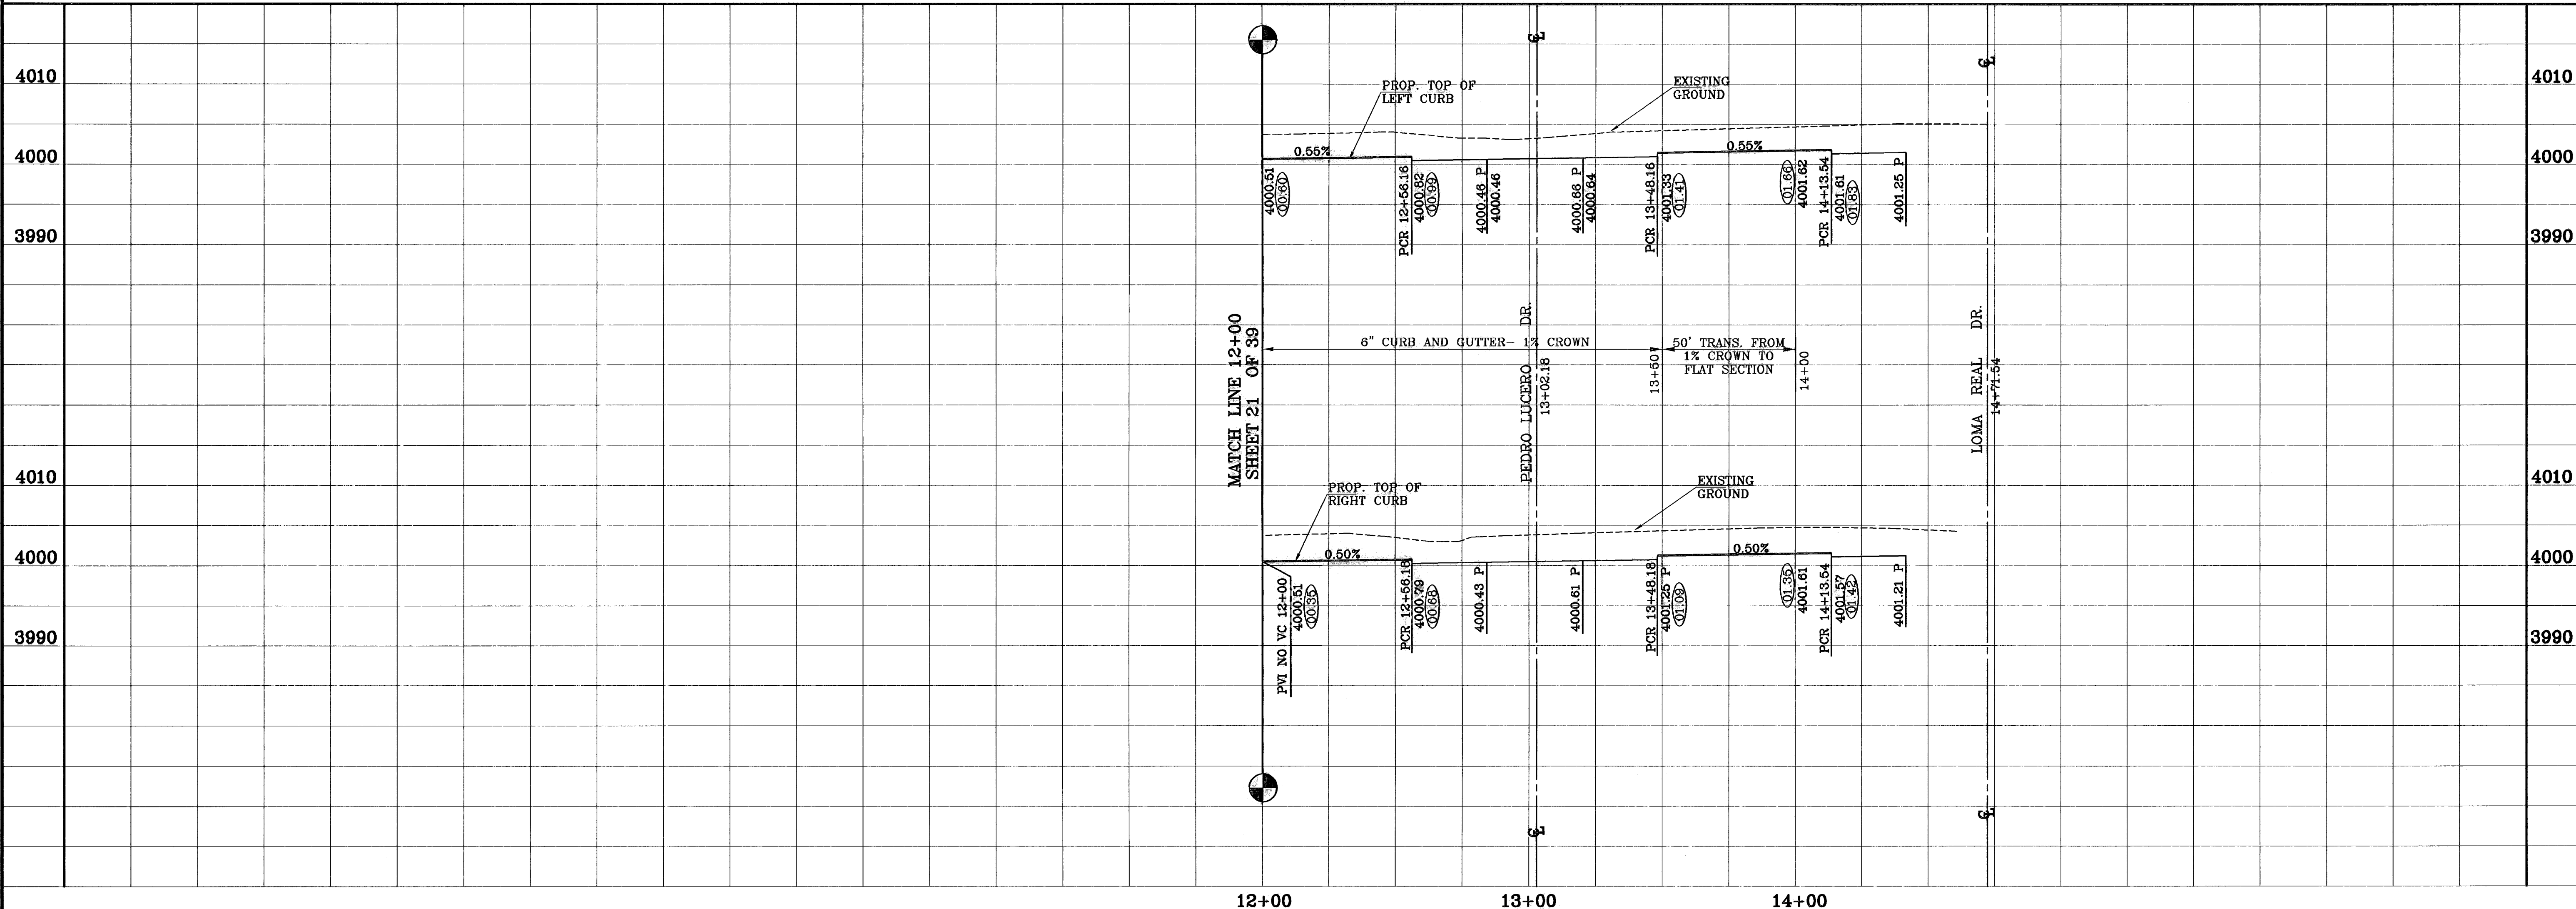 4010
4000
3990
4010
4000
3990
MATCH LINE 12+00
SHEET 21 OF 39
PROP. TOP OF
LEFT CURB
EXISTING
GROUND
0.55%
0.55%
4000.51
00.60
PCR 12+56.16
4000.82
00.99
4000.46 P
4000.46
4000.66 P
4000.64
PCR 13+48.16
4001.33
01.41
01.66
4001.62
PCR 14+13.54
4001.61
01.83
4001.25 P
6" CURB AND GUTTER- 1% CROWN
50' TRANS. FROM
1% CROWN TO
FLAT SECTION
PEDRO LUCERO DR.
13+02.18
13+50
14+00
LOMA REAL DR.
14+71.54
PROP. TOP OF
RIGHT CURB
EXISTING
GROUND
0.50%
0.50%
PVI NO VC 12+00
4000.51
00.35
PCR 12+56.18
4000.79
00.68
4000.43 P
4000.61 P
PCR 13+48.18
4001.25 P
01.09
01.35
4001.61
PCR 14+13.54
4001.57
01.42
4001.21 P
4010
4000
3990
4010
4000
3990
12+00
13+00
14+00